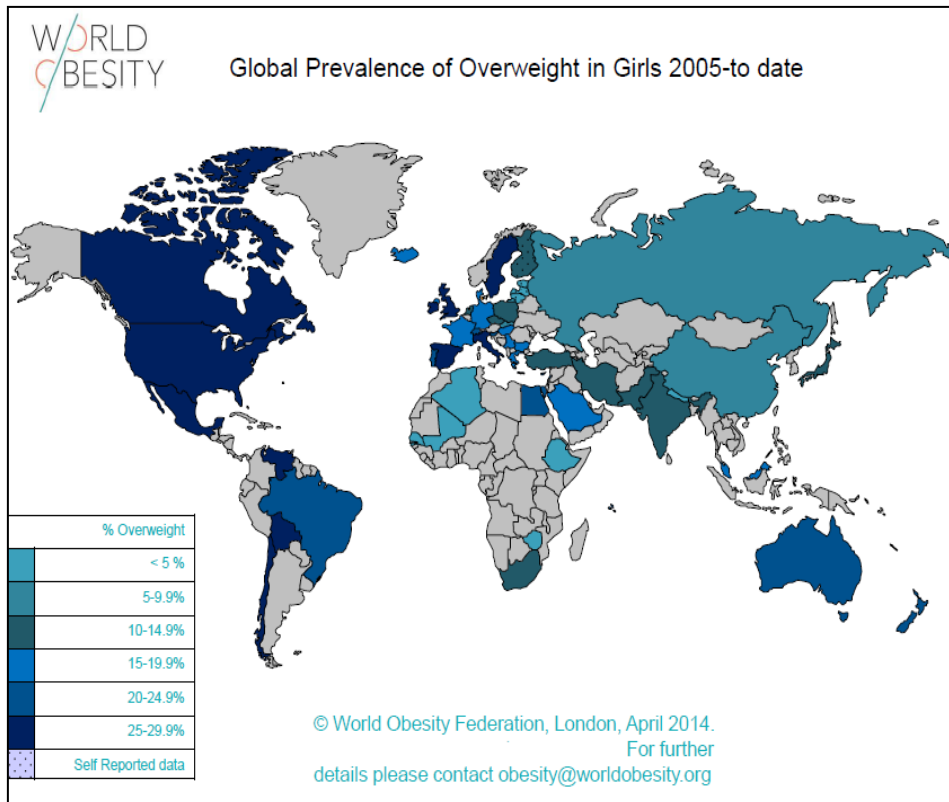 WORLD
OBESITY
Global Prevalence of Overweight in Girls 2005-to date
% Overweight
< 5 %
5-9.9%
10-14.9%
15-19.9%
20-24.9%
25-29.9%
Self Reported data
© World Obesity Federation, London, April 2014.
For further
details please contact obesity@worldobesity.org